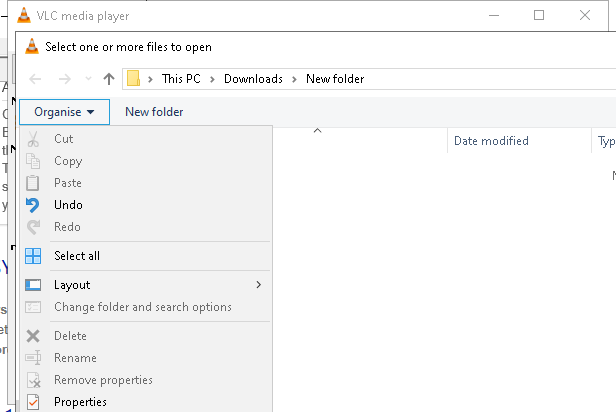 VLC media player
Select one or more files to open
This PC > Downloads > New folder
Organise New folder
Date modified
Cut
Copy
Paste
Undo
Redo
Select all
Layout
Change folder and search options
Delete
Rename
Remove properties
Properties